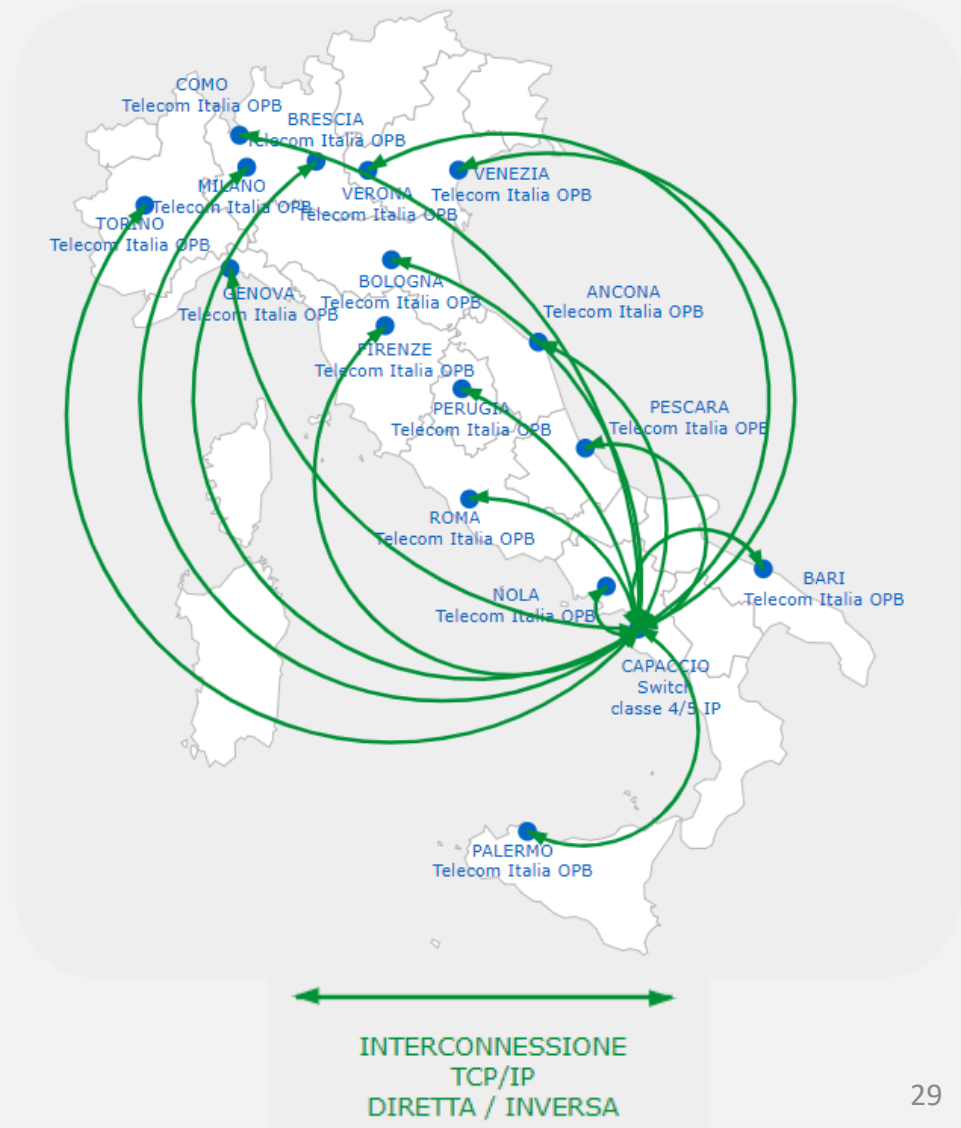 COMO
Telecom Italia OPB
BRESCIA
Telecom Italia OPB
MILANO
Telecom Italia OPB
VERONA
Telecom Italia OPB
VENEZIA
Telecom Italia OPB
TORINO
Telecom Italia OPB
GENOVA
Telecom Italia OPB
BOLOGNA
Telecom Italia OPB
ANCONA
Telecom Italia OPB
FIRENZE
Telecom Italia OPB
PERUGIA
Telecom Italia OPB
PESCARA
Telecom Italia OPB
ROMA
Telecom Italia OPB
NOLA
Telecom Italia OPB
BARI
Telecom Italia OPB
CAPACCIO
Switch
classe 4/5 IP
PALERMO
Telecom Italia OPB
INTERCONNESSIONE
TCP/IP
DIRETTA / INVERSA
29